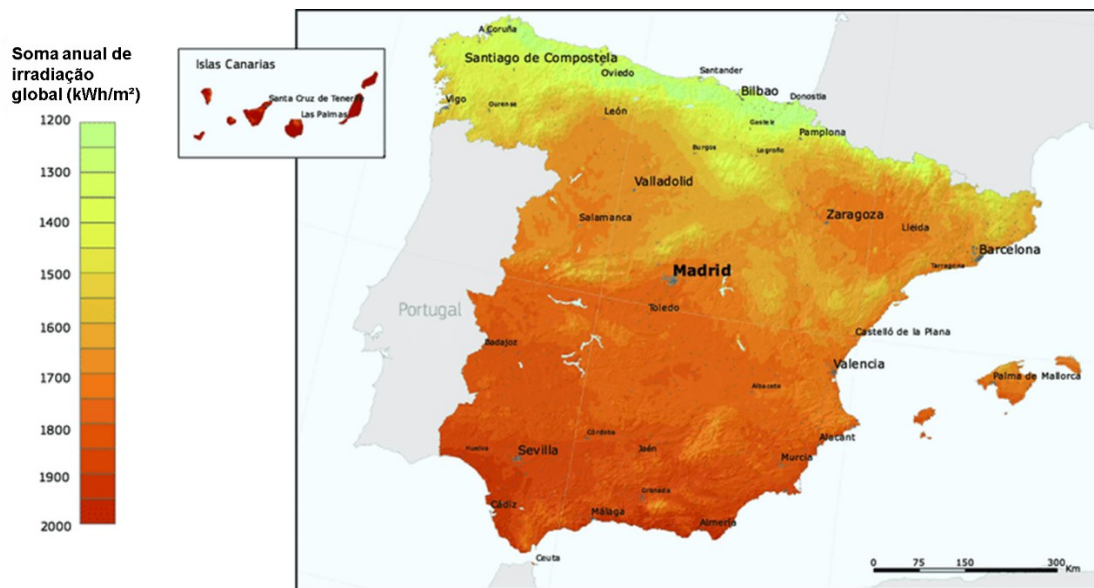 Soma anual de
irradiação
global (kWh/m²)
1200
1300
1400
1500
1600
1700
1800
1900
2000
Islas Canarias
Santa Cruz de Tenerife
Las Palmas
A Coruña
Santiago de Compostela
Oviedo
Santander
Bilbao
Donostia
Vigo
Ourense
León
Gasteiz
Pamplona
Burgos
Logroño
Valladolid
Zaragoza
Salamanca
Lleida
Barcelona
Tarragona
Madrid
Portugal
Toledo
Castelló de la Plana
Badajoz
Valencia
Palma de Mallorca
Albacete
Córdoba
Alacant
Huelva
Sevilla
Jaén
Murcia
Granada
Cádiz
Málaga
Almería
Ceuta
0 75 150 300
Km